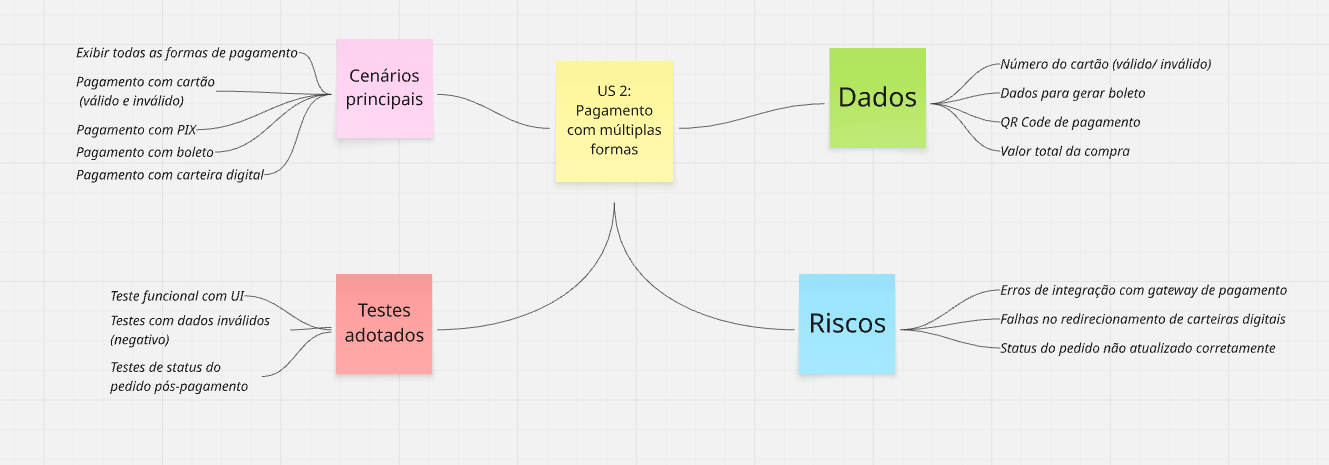 US 2:
Pagamento
com múltiplas
formas
Cenários
principais
Exibir todas as formas de pagamento
Pagamento com cartão
(válido e inválido)
Pagamento com PIX
Pagamento com boleto
Pagamento com carteira digital
Dados
Número do cartão (válido/ inválido)
Dados para gerar boleto
QR Code de pagamento
Valor total da compra
Testes
adotados
Teste funcional com UI
Testes com dados inválidos
(negativo)
Testes de status do
pedido pós-pagamento
Riscos
Erros de integração com gateway de pagamento
Falhas no redirecionamento de carteiras digitais
Status do pedido não atualizado corretamente